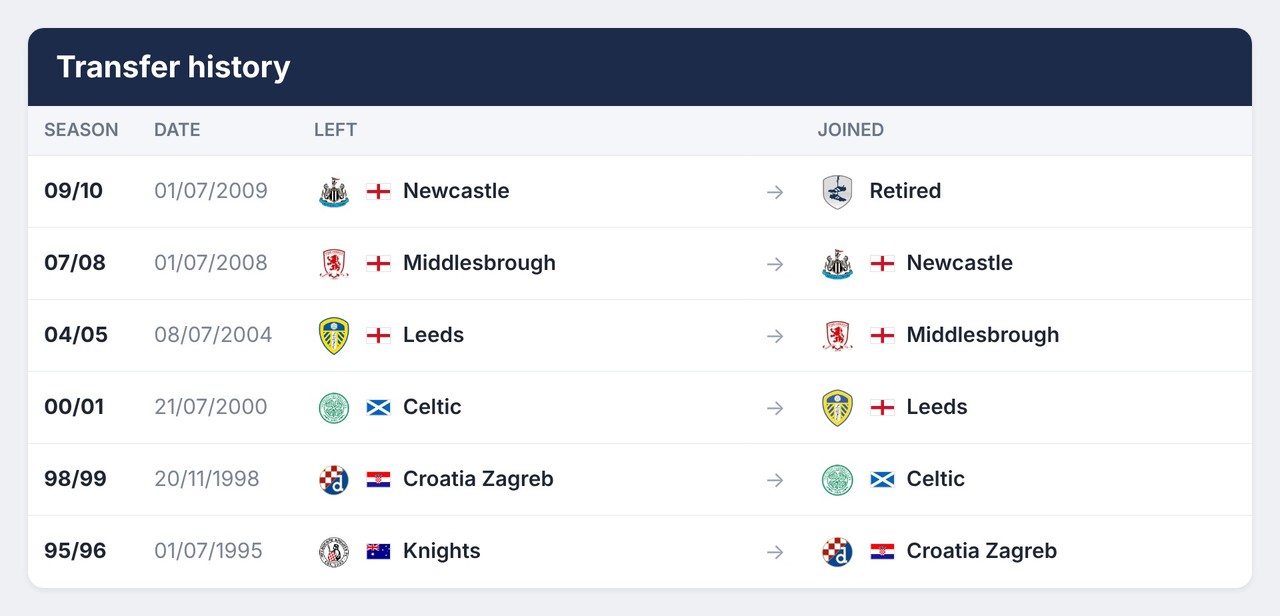 Transfer history
SEASON DATE LEFT JOINED
09/10 01/07/2009 Newcastle → Retired
07/08 01/07/2008 Middlesbrough → Newcastle
04/05 08/07/2004 Leeds → Middlesbrough
00/01 21/07/2000 Celtic → Leeds
98/99 20/11/1998 Croatia Zagreb → Celtic
95/96 01/07/1995 Knights → Croatia Zagreb